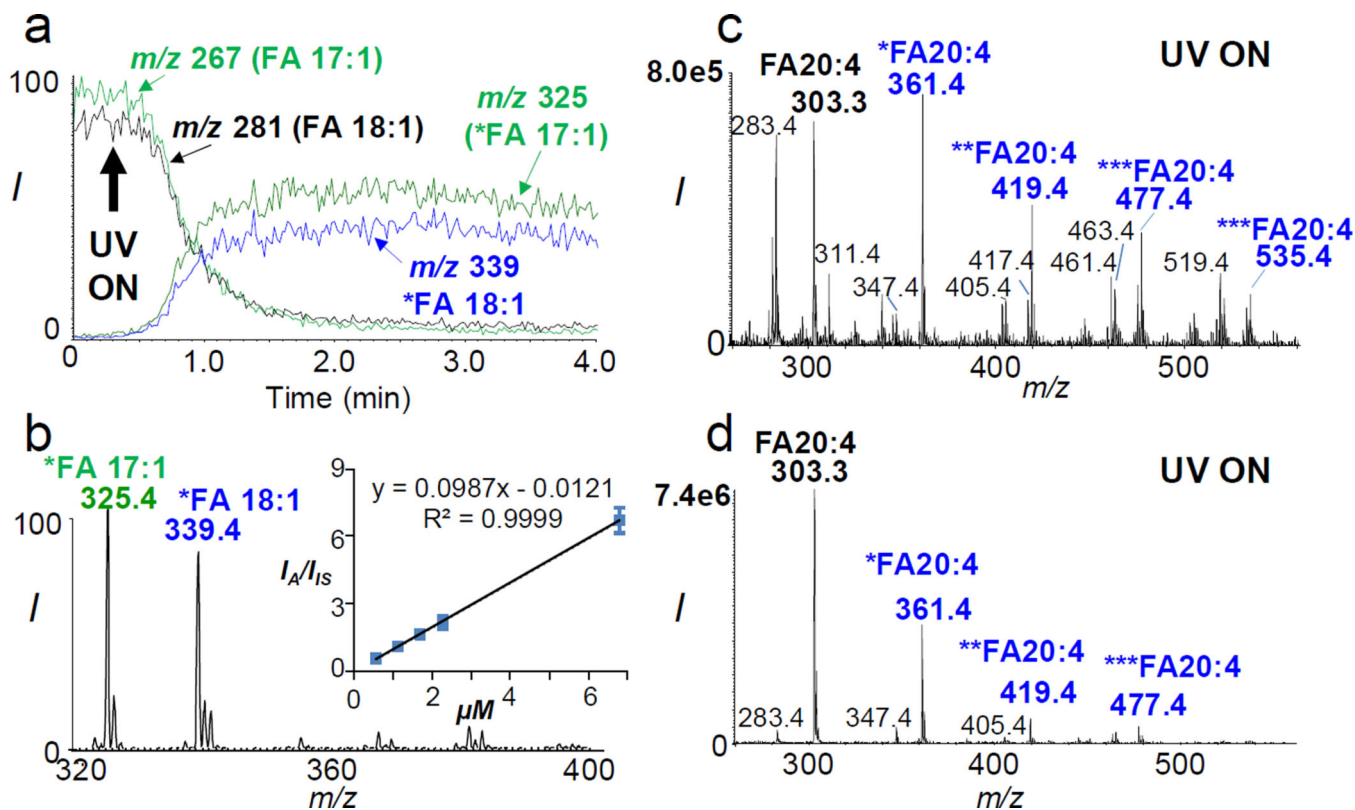 a
100
I
0
m/z 267 (FA 17:1)
m/z 281 (FA 18:1)
m/z 325
(*FA 17:1)
UV
ON
m/z 339
*FA 18:1
0 1.0 2.0 3.0 4.0
Time (min)
b
*FA 17:1
325.4
*FA 18:1
339.4
100
I
0
320 360 400
m/z
9
6
3
0
y = 0.0987x - 0.0121
R² = 0.9999
I_A/I_IS
0 2 4 6
μM
c
UV ON
8.0e5
I
0
FA20:4
303.3
*FA20:4
361.4
283.4
**FA20:4
419.4
***FA20:4
477.4
***FA20:4
535.4
311.4
347.4
405.4
417.4
463.4
461.4
519.4
300 400 500
m/z
d
FA20:4
303.3
UV ON
7.4e6
I
0
*FA20:4
361.4
**FA20:4
419.4
***FA20:4
477.4
283.4
347.4
405.4
300 400 500
m/z